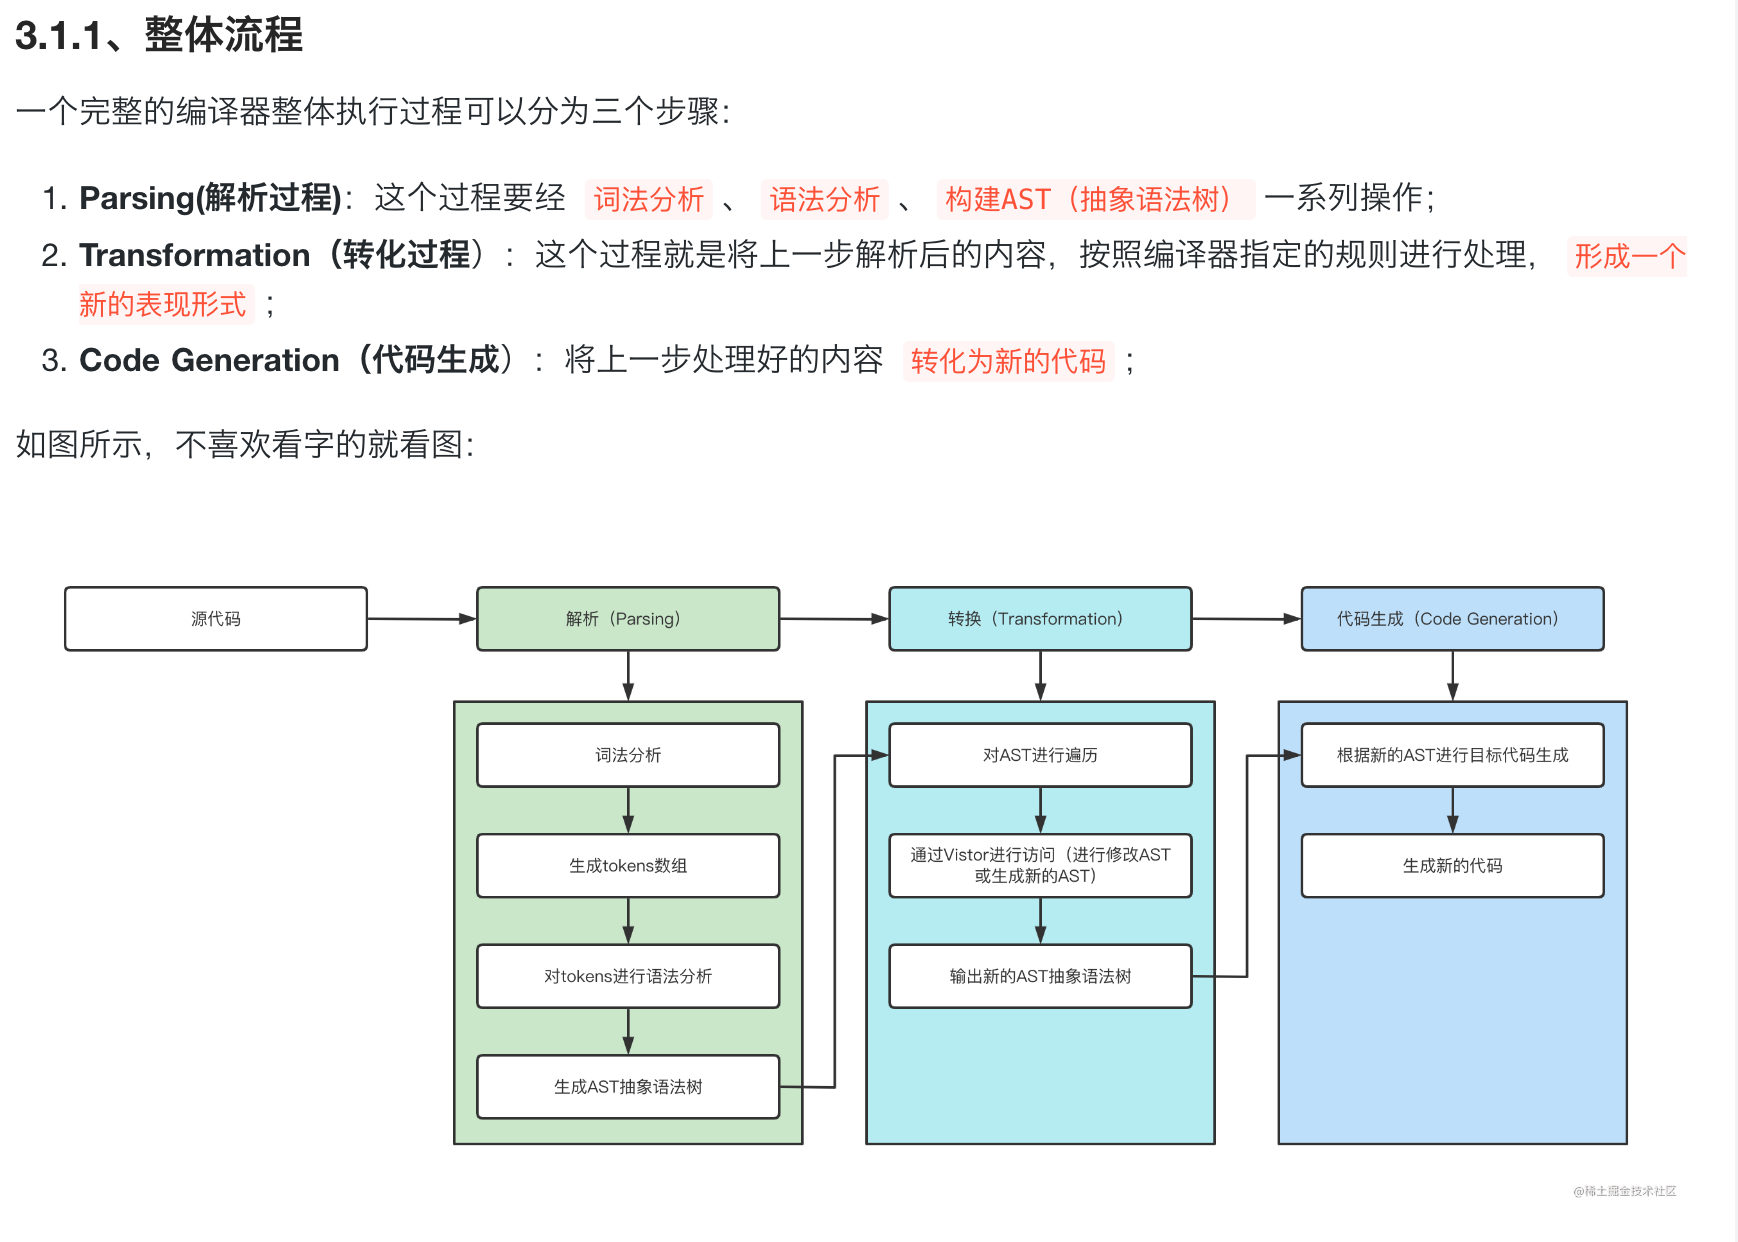 3.1.1、整体流程
一个完整的编译器整体执行过程可以分为三个步骤：
1. Parsing(解析过程)：这个过程要经 词法分析 、 语法分析 、 构建AST（抽象语法树） 一系列操作；
2. Transformation（转化过程）：这个过程就是将上一步解析后的内容，按照编译器指定的规则进行处理， 形成一个
新的表现形式 ；
3. Code Generation（代码生成）：将上一步处理好的内容 转化为新的代码 ；
如图所示，不喜欢看字的就看图：
源代码
解析（Parsing）
转换（Transformation）
代码生成（Code Generation）
词法分析
生成tokens数组
对tokens进行语法分析
生成AST抽象语法树
对AST进行遍历
通过Vistor进行访问（进行修改AST
或生成新的AST）
输出新的AST抽象语法树
根据新的AST进行目标代码生成
生成新的代码
@稀土掘金技术社区